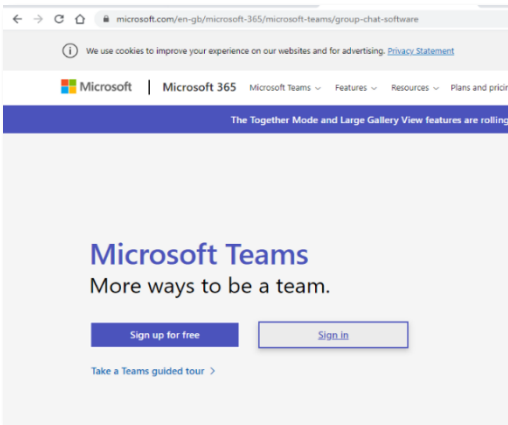 microsoft.com/en-gb/microsoft-365/microsoft-teams/group-chat-software
We use cookies to improve your experience on our websites and for advertising. Privacy Statement
Microsoft | Microsoft 365 Microsoft Teams Features Resources Plans and pricin
The Together Mode and Large Gallery View features are rolling
Microsoft Teams
More ways to be a team.
Sign up for free Sign in
Take a Teams guided tour >